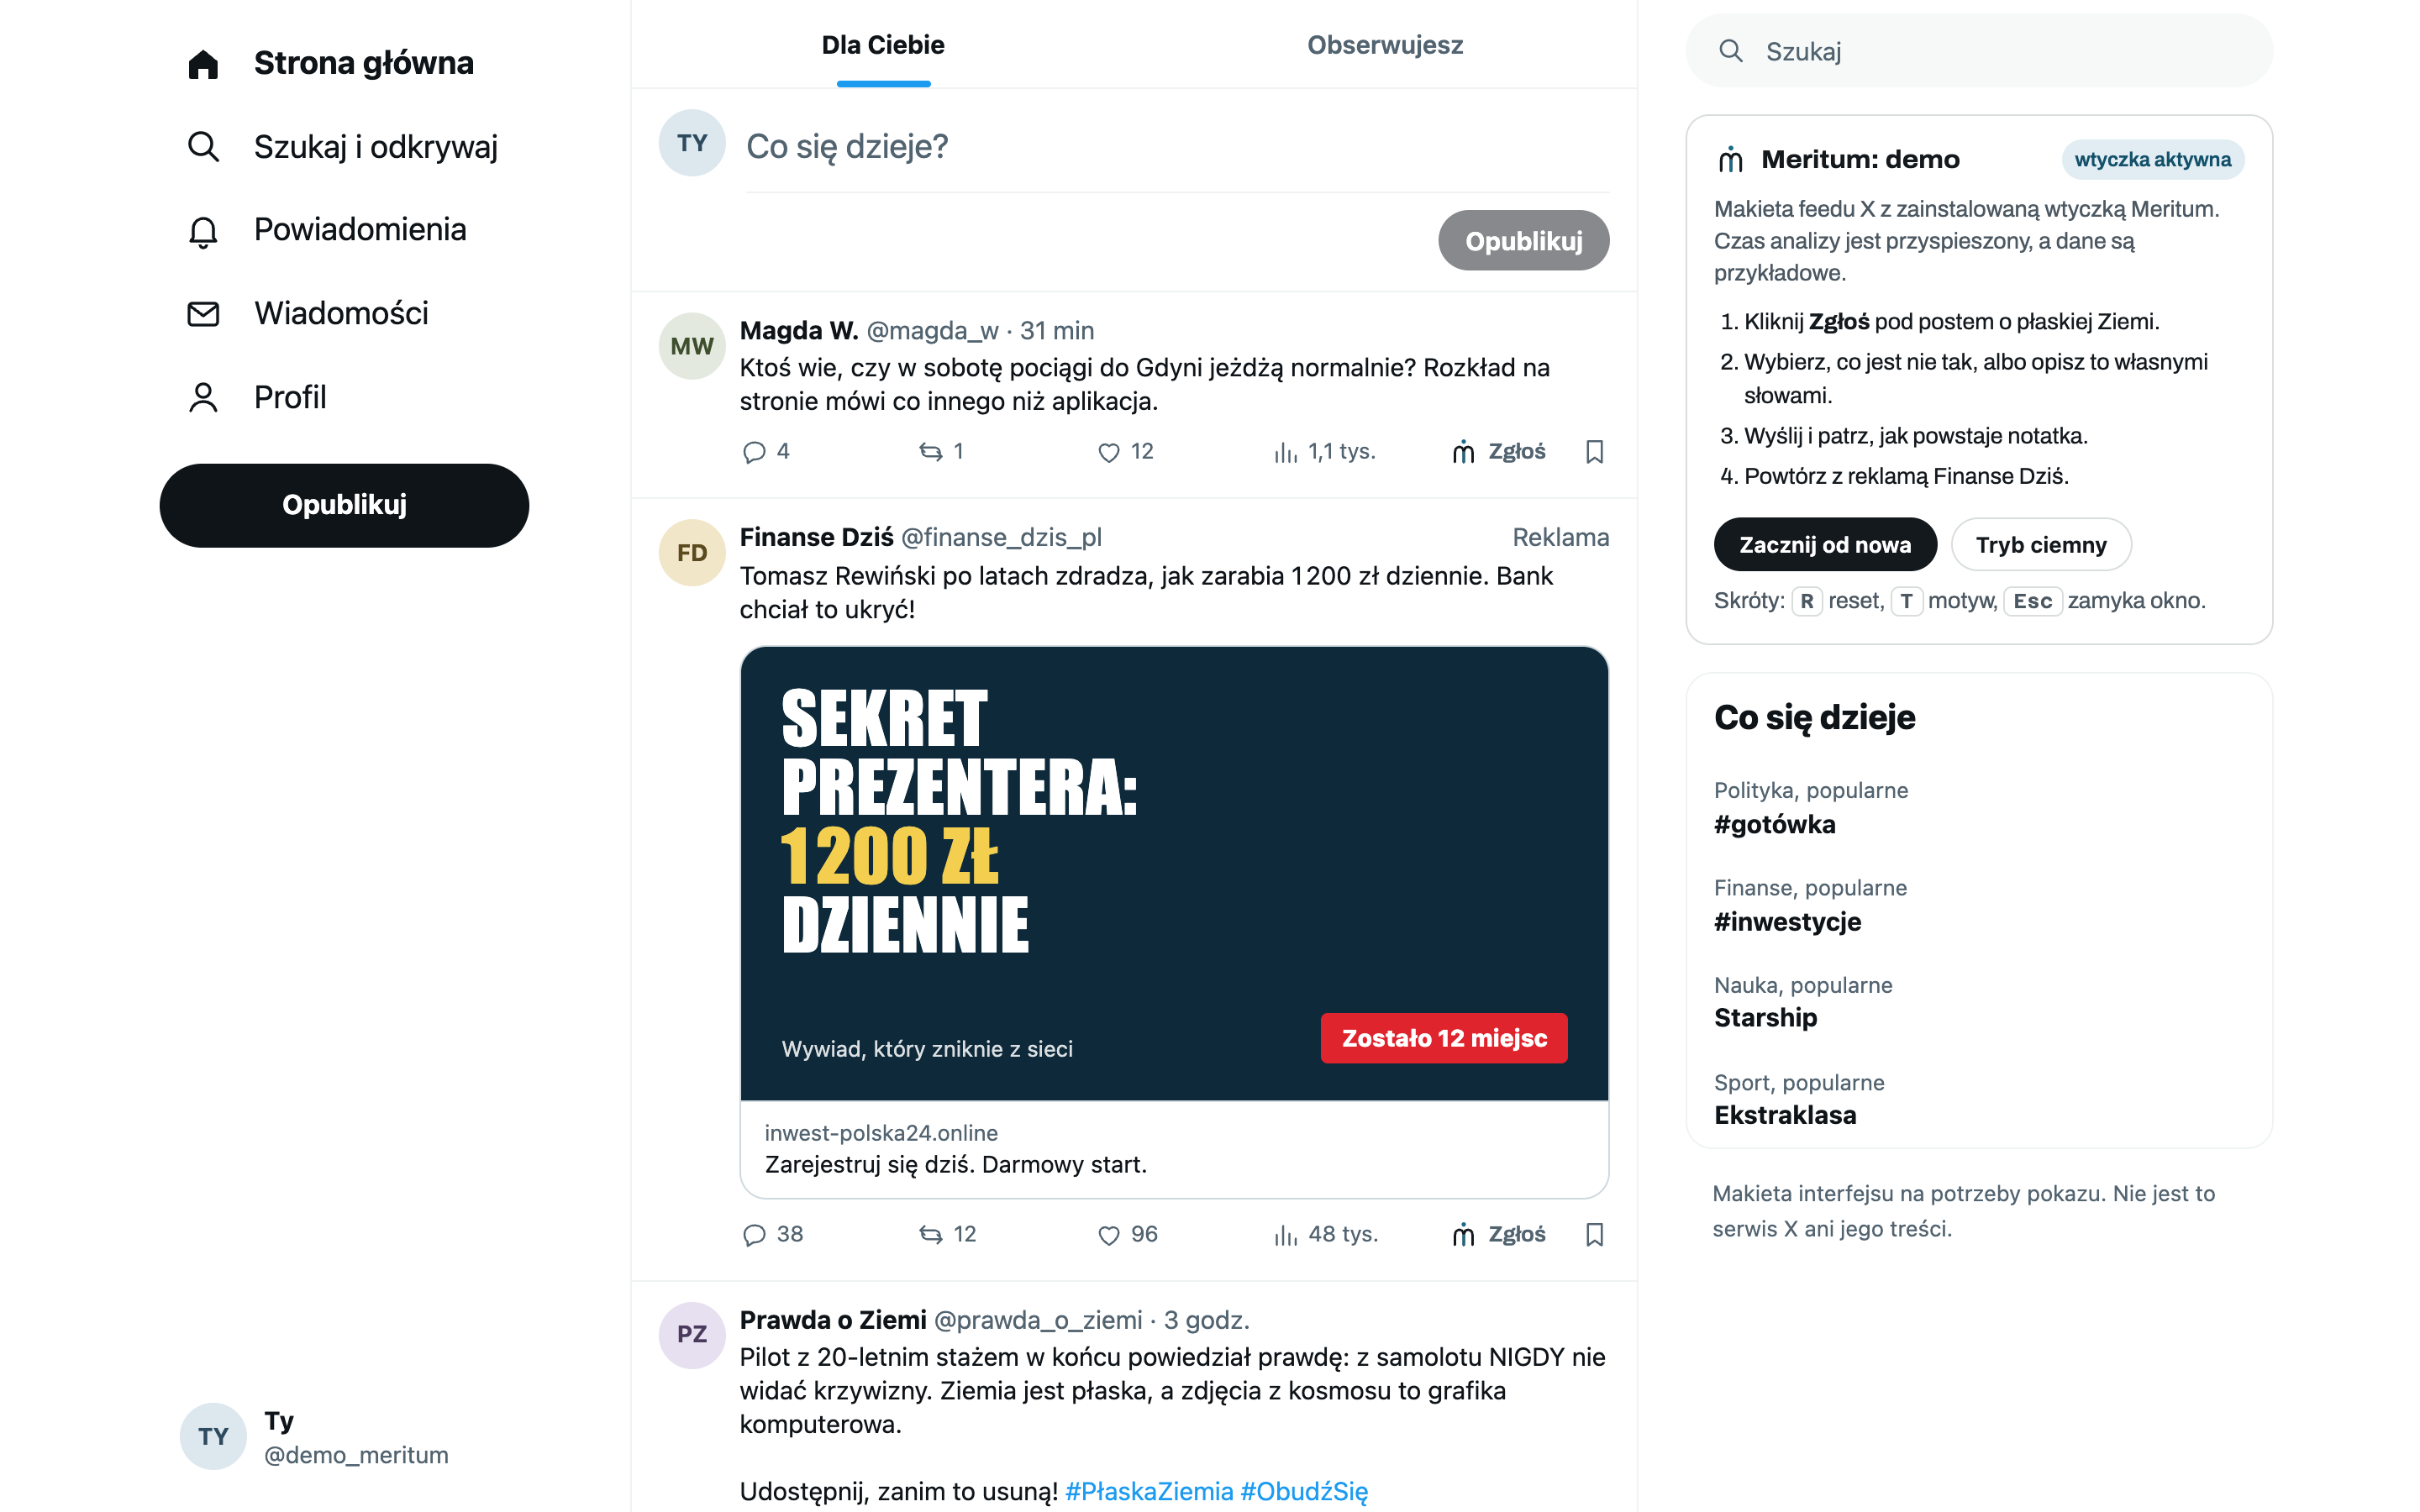 Strona główna
Szukaj i odkrywaj
Powiadomienia
Wiadomości
Profil
Opublikuj
TY
Ty
@demo_meritum
Dla Ciebie
Obserwujesz
TY
Co się dzieje?
Opublikuj
MW
Magda W. @magda_w · 31 min
Ktoś wie, czy w sobotę pociągi do Gdyni jeżdżą normalnie? Rozkład na
stronie mówi co innego niż aplikacja.
4 1 12 1,1 tys. Zgłoś
FD
Finanse Dziś @finanse_dzis_pl Reklama
Tomasz Rewiński po latach zdradza, jak zarabia 1200 zł dziennie. Bank
chciał to ukryć!
SEKRET
PREZENTERA:
1200 ZŁ
DZIENNIE
Wywiad, który zniknie z sieci
Zostało 12 miejsc
inwest-polska24.online
Zarejestruj się dziś. Darmowy start.
38 12 96 48 tys. Zgłoś
PZ
Prawda o Ziemi @prawda_o_ziemi · 3 godz.
Pilot z 20-letnim stażem w końcu powiedział prawdę: z samolotu NIGDY nie
widać krzywizny. Ziemia jest płaska, a zdjęcia z kosmosu to grafika
komputerowa.
Udostępnij, zanim to usuną! #PłaskaZiemia #ObudźSię
Szukaj
Meritum: demo
wtyczka aktywna
Makieta feedu X z zainstalowaną wtyczką Meritum.
Czas analizy jest przyspieszony, a dane są
przykładowe.
1. Kliknij Zgłoś pod postem o płaskiej Ziemi.
2. Wybierz, co jest nie tak, albo opisz to własnymi
słowami.
3. Wyślij i patrz, jak powstaje notatka.
4. Powtórz z reklamą Finanse Dziś.
Zacznij od nowa
Tryb ciemny
Skróty: R reset, T motyw, Esc zamyka okno.
Co się dzieje
Polityka, popularne
#gotówka
Finanse, popularne
#inwestycje
Nauka, popularne
Starship
Sport, popularne
Ekstraklasa
Makieta interfejsu na potrzeby pokazu. Nie jest to
serwis X ani jego treści.